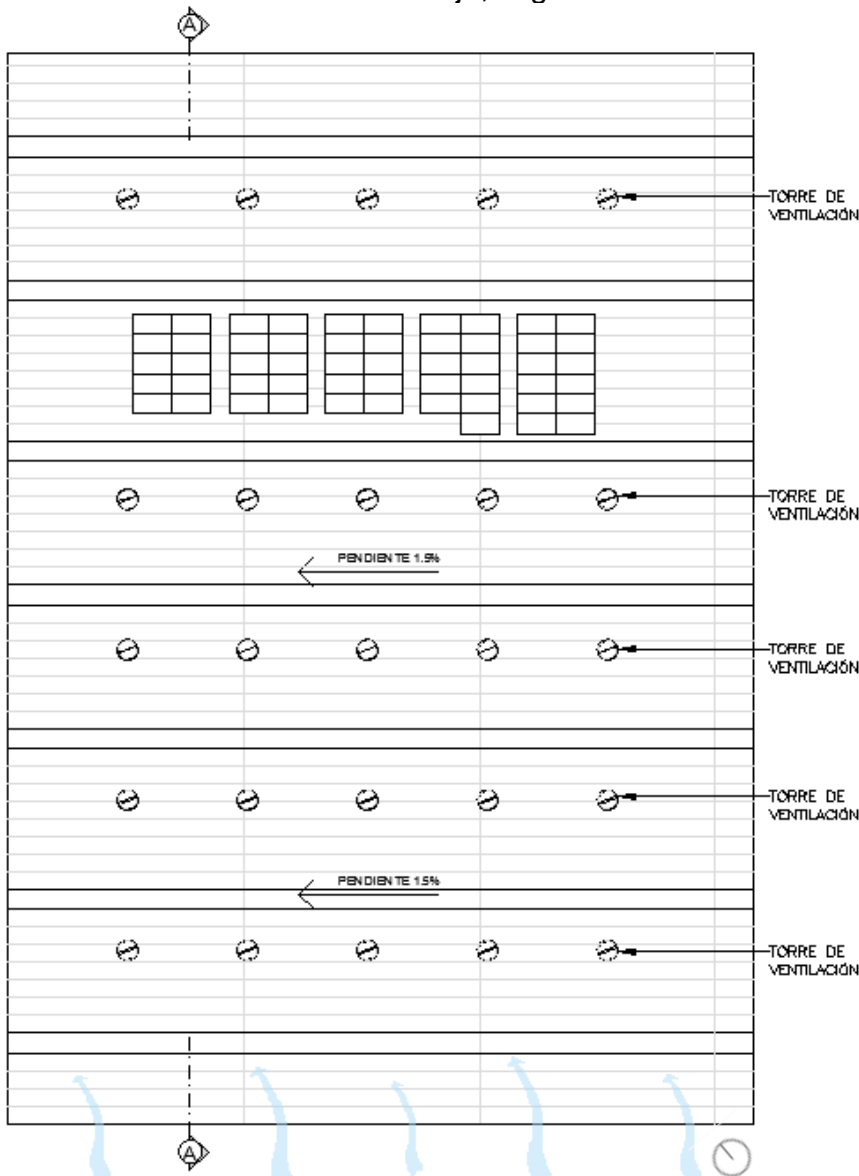 A
TORRE DE
VENTILACIÓN
TORRE DE
VENTILACIÓN
PENDIENTE 1.5%
TORRE DE
VENTILACIÓN
TORRE DE
VENTILACIÓN
PENDIENTE 1.5%
TORRE DE
VENTILACIÓN
A